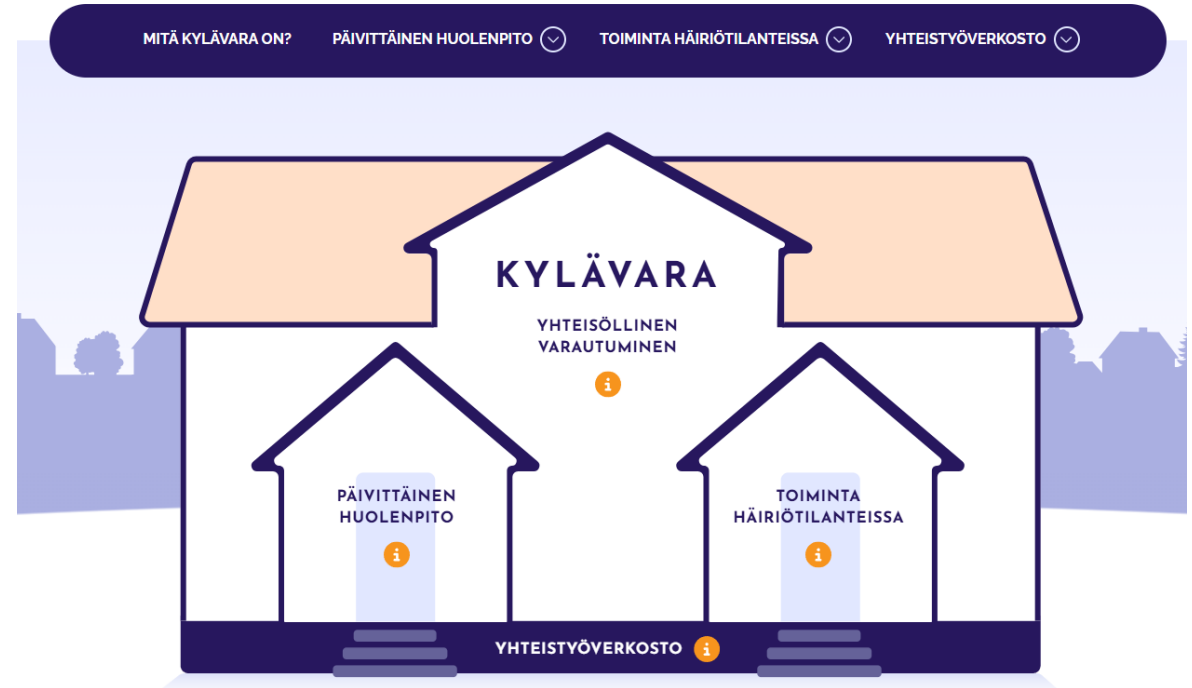 MITÄ KYLÄVARA ON?
PÄIVITTÄINEN HUOLENPITO
TOIMINTA HÄIRIÖTILANTEISSA
YHTEISTYÖVERKOSTO
KYLÄVARA
YHTEISÖLLINEN
VARAUTUMINEN
i
PÄIVITTÄINEN
HUOLENPITO
i
TOIMINTA
HÄIRIÖTILANTEISSA
i
YHTEISTYÖVERKOSTO i